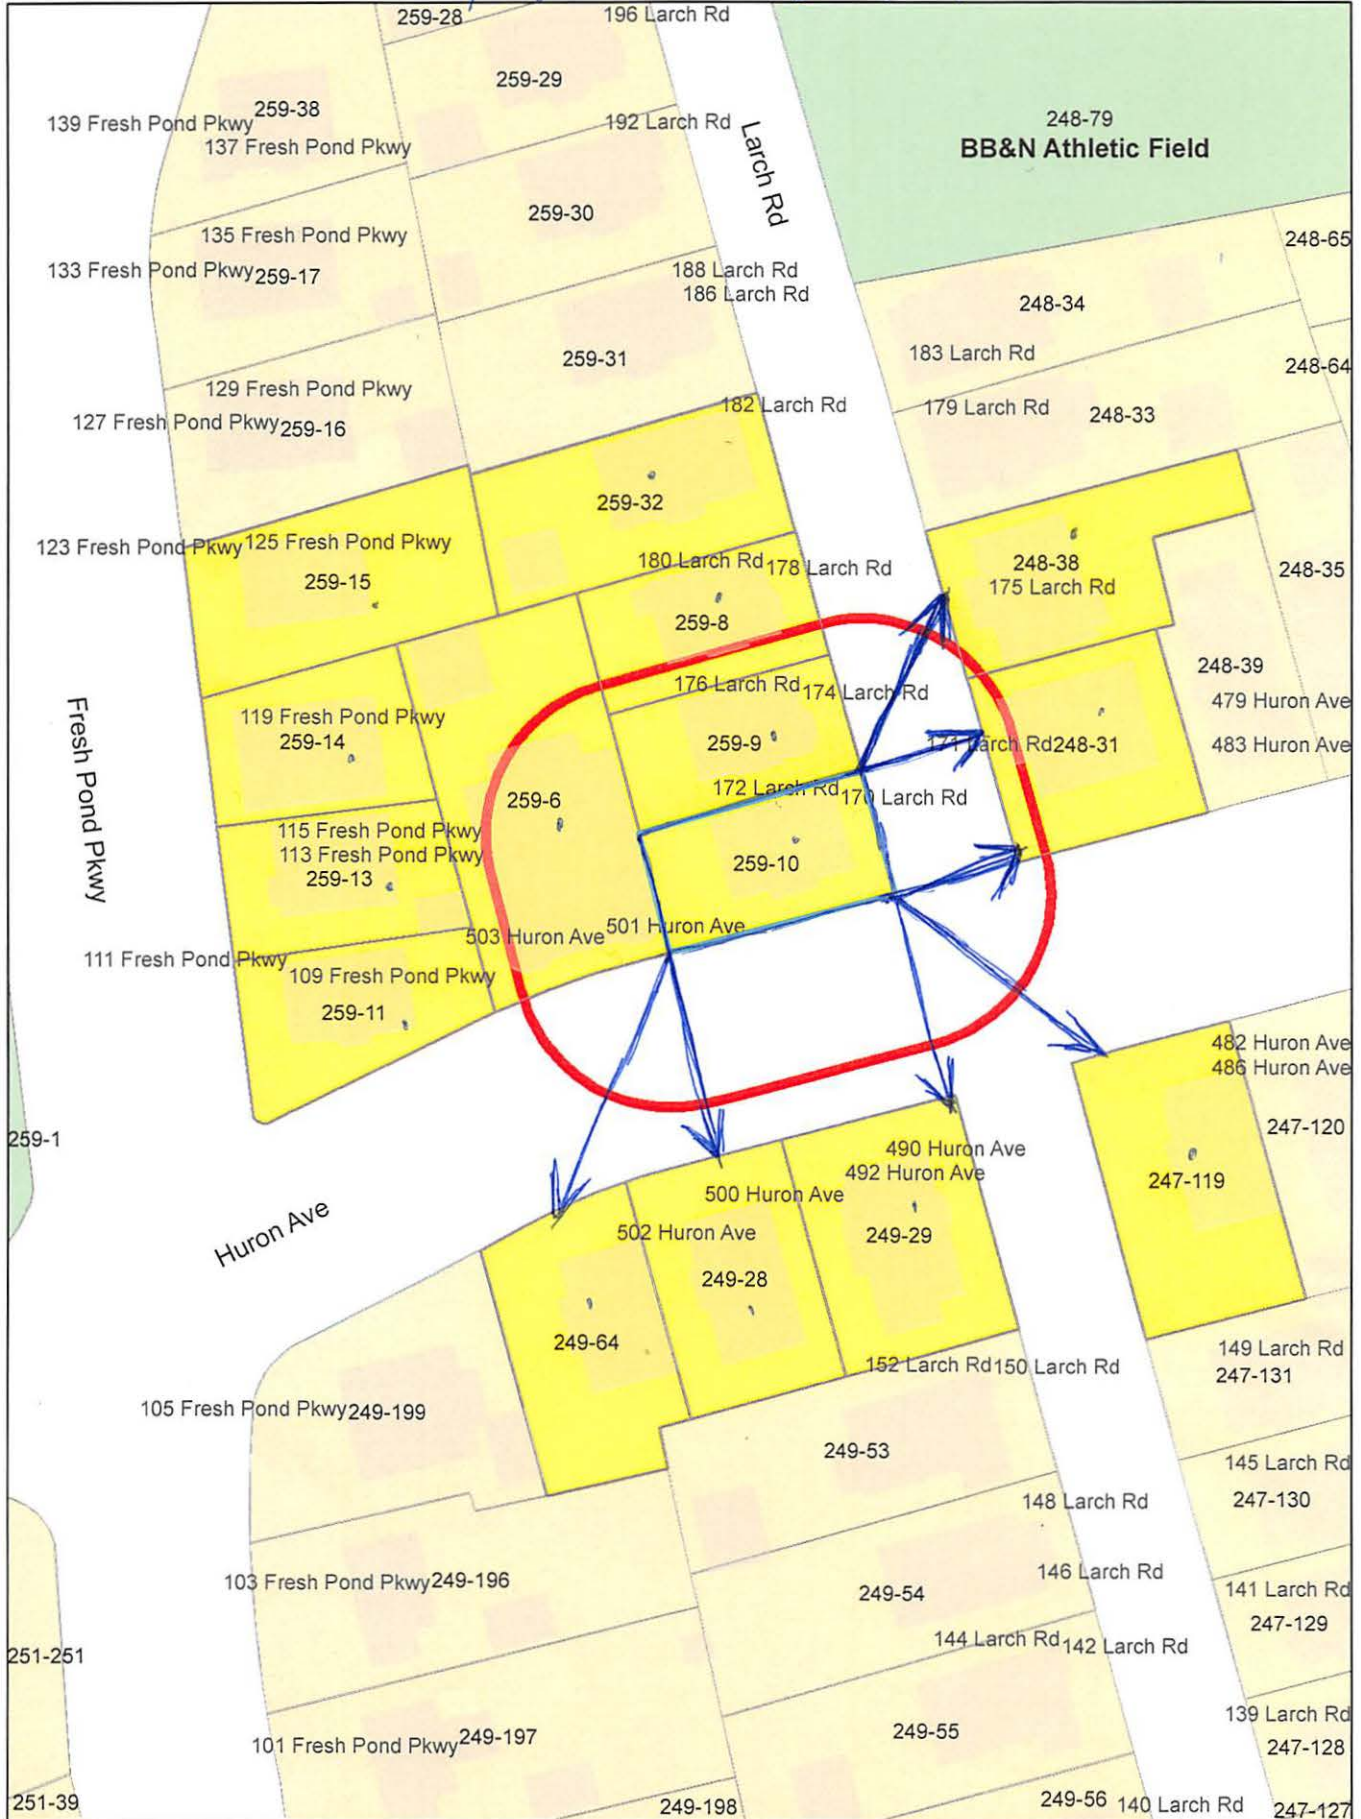 259-28
196 Larch Rd
259-29
248-79
BB&N Athletic Field
259-38
139 Fresh Pond Pkwy
192 Larch Rd
137 Fresh Pond Pkwy
Larch Rd
259-30
135 Fresh Pond Pkwy
248-65
133 Fresh Pond Pkwy
259-17
188 Larch Rd
186 Larch Rd
248-34
259-31
183 Larch Rd
248-64
129 Fresh Pond Pkwy
182 Larch Rd
179 Larch Rd
248-33
127 Fresh Pond Pkwy
259-16
259-32
123 Fresh Pond Pkwy
125 Fresh Pond Pkwy
180 Larch Rd
178 Larch Rd
248-38
248-35
259-15
175 Larch Rd
259-8
248-39
176 Larch Rd
174 Larch Rd
479 Huron Ave
Fresh Pond Pkwy
119 Fresh Pond Pkwy
259-14
259-9
171 Larch Rd
248-31
483 Huron Ave
259-6
172 Larch Rd
170 Larch Rd
115 Fresh Pond Pkwy
113 Fresh Pond Pkwy
259-13
259-10
503 Huron Ave
501 Huron Ave
111 Fresh Pond Pkwy
109 Fresh Pond Pkwy
259-11
482 Huron Ave
486 Huron Ave
259-1
247-120
490 Huron Ave
492 Huron Ave
247-119
500 Huron Ave
Huron Ave
502 Huron Ave
249-29
249-28
249-64
149 Larch Rd
152 Larch Rd
150 Larch Rd
247-131
105 Fresh Pond Pkwy
249-199
249-53
145 Larch Rd
148 Larch Rd
247-130
103 Fresh Pond Pkwy
249-196
146 Larch Rd
249-54
141 Larch Rd
247-129
144 Larch Rd
142 Larch Rd
251-251
139 Larch Rd
101 Fresh Pond Pkwy
249-197
249-55
247-128
251-39
249-198
249-56
140 Larch Rd
247-127